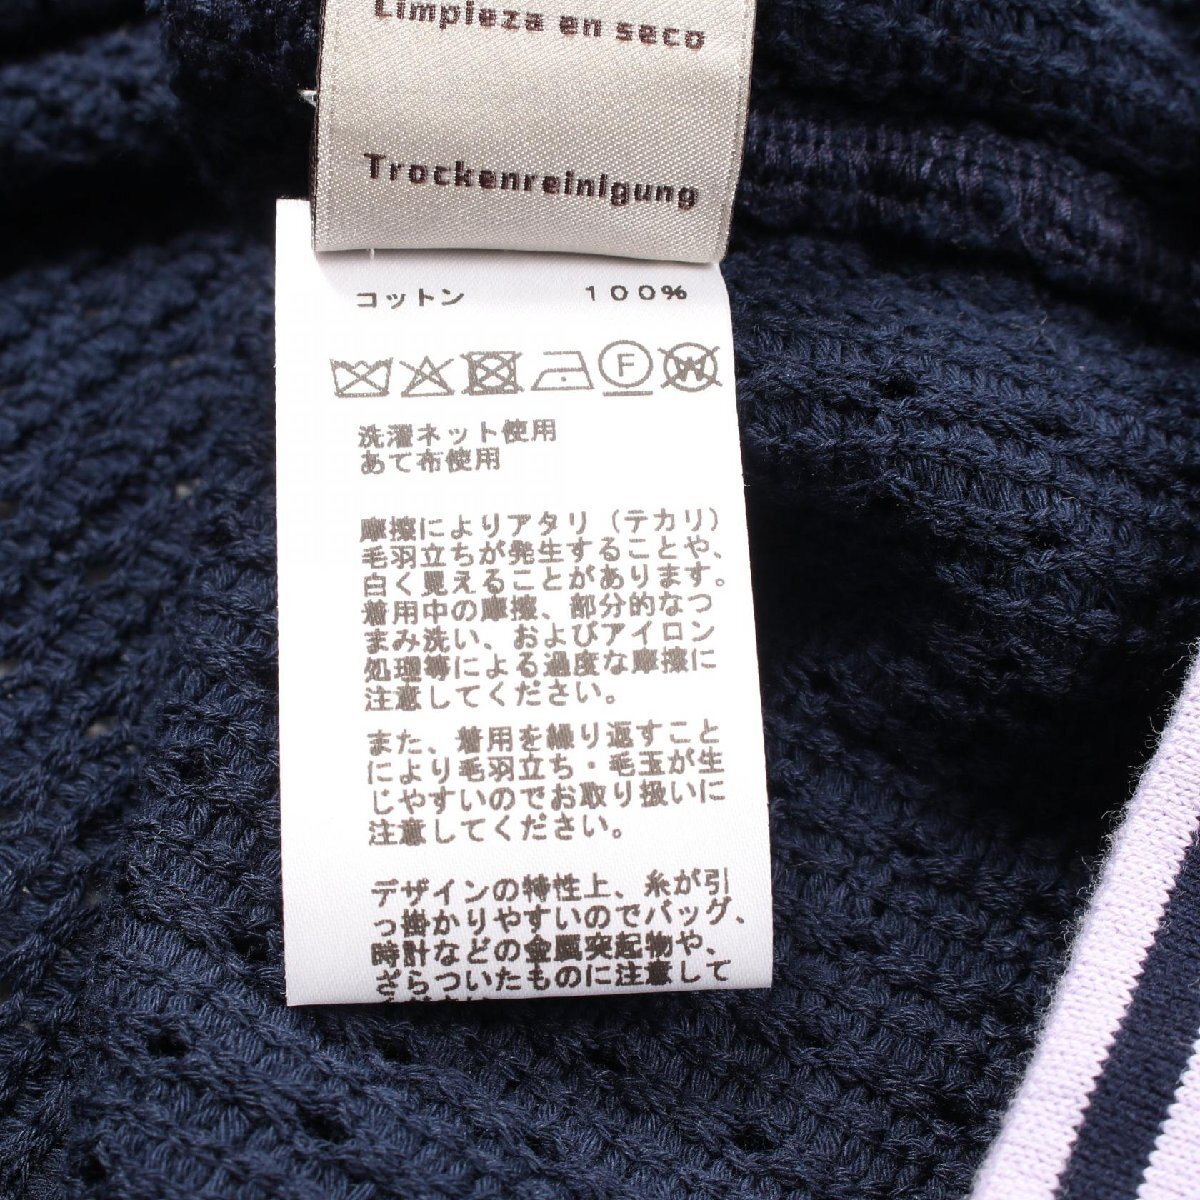 Limpieza en seco
Trockenreinigung
コットン 100%
F
W
洗濯ネット使用
あて布使用
摩擦によりアタリ（テカリ）
毛羽立ちが発生することや、
白く見えることがあります。
着用中の摩擦、部分的なつ
まみ洗い、およびアイロン
処理等による過度な摩擦に
注意してください。
また、着用を繰り返すこと
により毛羽立ち・毛玉が生
じやすいのでお取り扱いに
注意してください。
デザインの特性上、糸が引
っ掛かりやすいのでバッグ、
時計などの金属突起物や、
ざらついたものに注意して